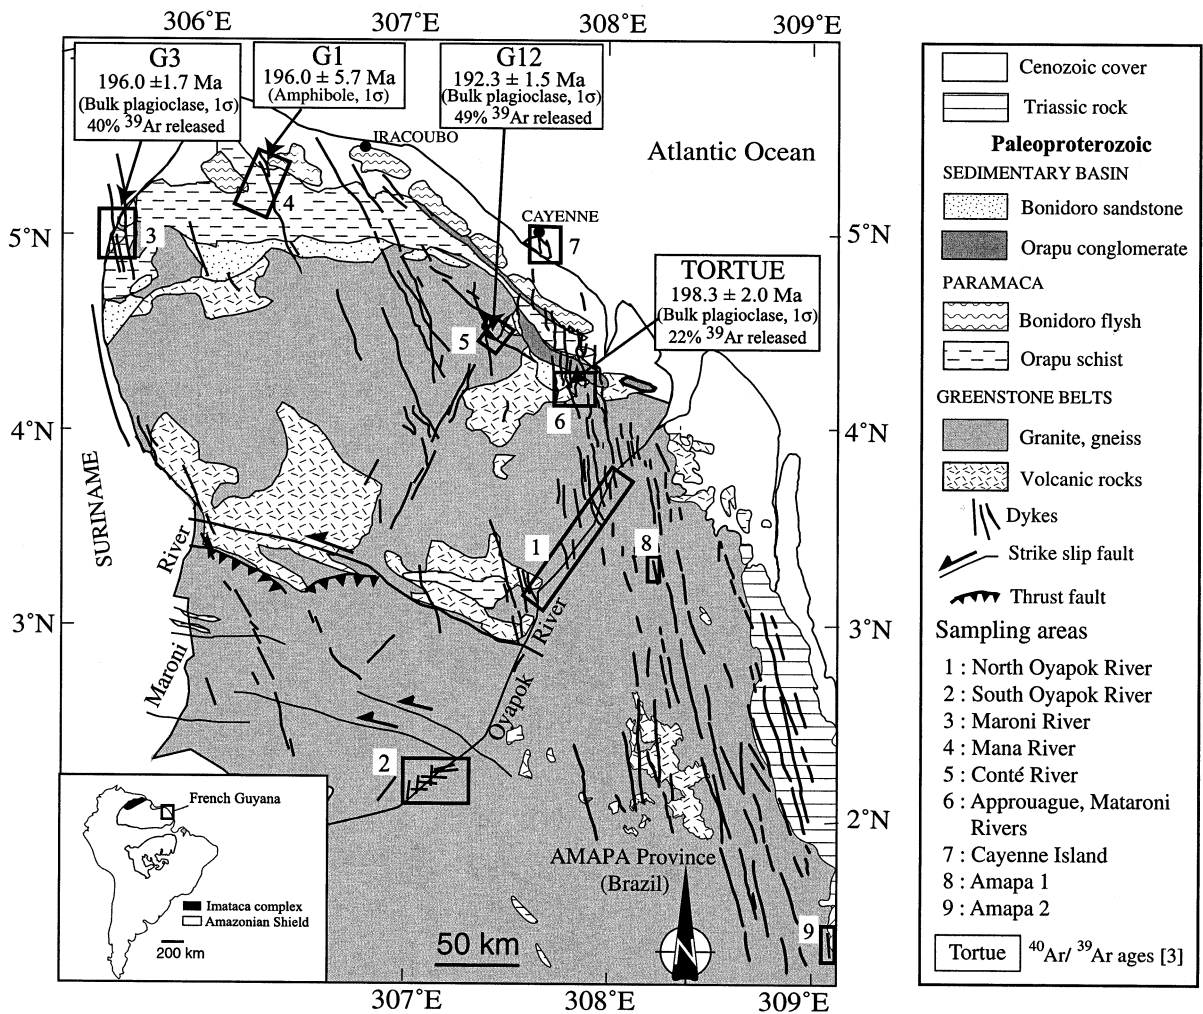 306°E 307°E 308°E 309°E
G3
196.0 ±1.7 Ma
(Bulk plagioclase, 1σ)
40% ³⁹Ar released
G1
196.0 ±5.7 Ma
(Amphibole, 1σ)
G12
192.3 ± 1.5 Ma
(Bulk plagioclase, 1σ)
49% ³⁹Ar released
IRACOUBO
Atlantic Ocean
4
CAYENNE
5°N
3
7
5°N
TORTUE
198.3 ± 2.0 Ma
(Bulk plagioclase, 1σ)
22% ³⁹Ar released
5
6
4°N
4°N
SURINAME
River
1
8
3°N
River
3°N
Maroni
Oyapok
2
2°N
French Guyana
Imataca complex
Amazonian Shield
200 km
AMAPA Province
(Brazil)
50 km
N
9
307°E 308°E 309°E
Cenozoic cover
Triassic rock
Paleoproterozoic
SEDIMENTARY BASIN
Bonidoro sandstone
Orapu conglomerate
PARAMACA
Bonidoro flysh
Orapu schist
GREENSTONE BELTS
Granite, gneiss
Volcanic rocks
Dykes
Strike slip fault
Thrust fault
Sampling areas
1 : North Oyapok River
2 : South Oyapok River
3 : Maroni River
4 : Mana River
5 : Conté River
6 : Approuague, Mataroni
Rivers
7 : Cayenne Island
8 : Amapa 1
9 : Amapa 2
Tortue ⁴⁰Ar/ ³⁹Ar ages [3]